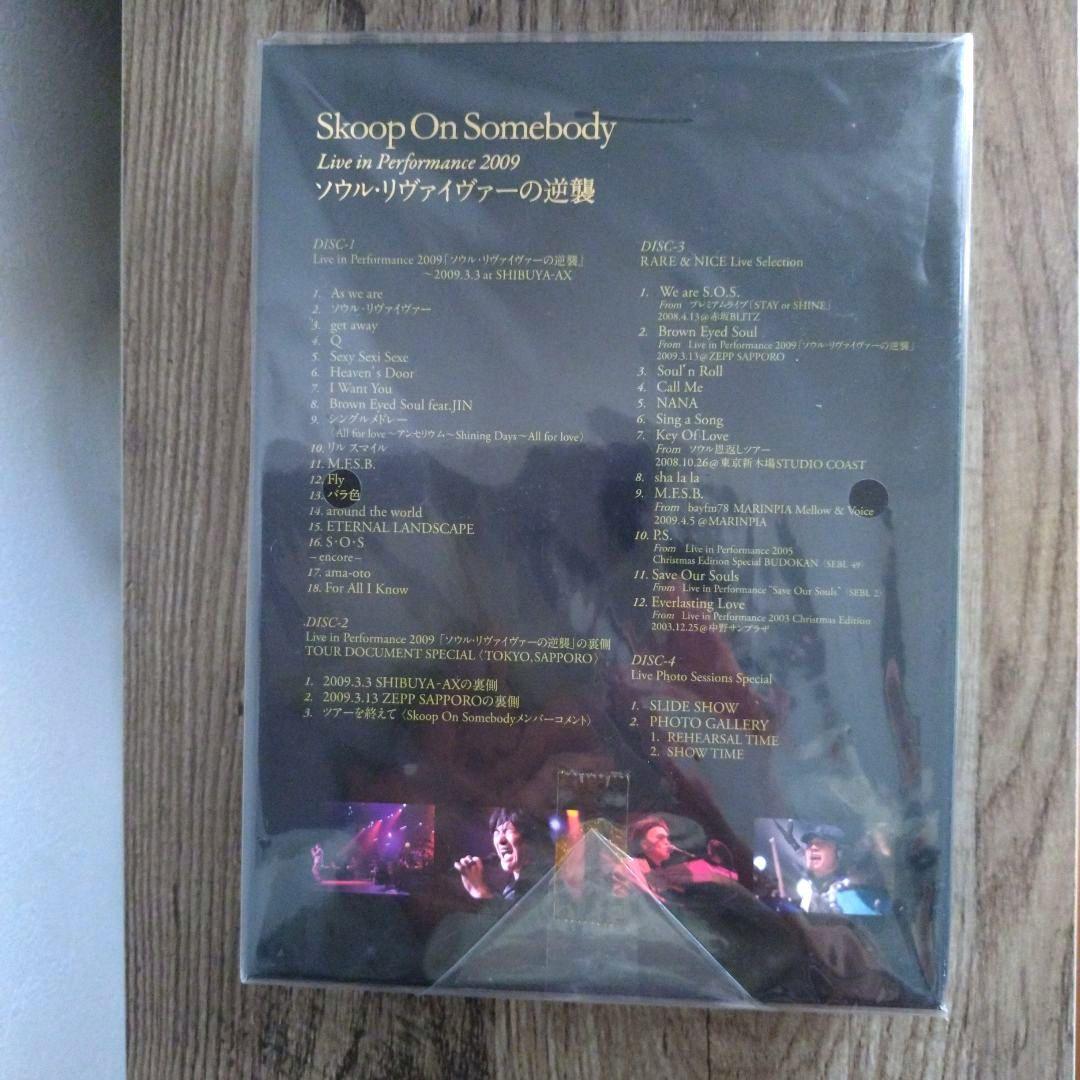 Skoop On Somebody
Live in Performance 2009
ソウル・リヴァイヴァーの逆襲
DISC-1
Live in Performance 2009「ソウル・リヴァイヴァーの逆襲」
～2009.3.3 at SHIBUYA-AX
1. As we are
2. ソウル・リヴァイヴァー
3. get away
4. Q
5. Sexy Sexi Sexe
6. Heaven's Door
7. I Want You
8. Brown Eyed Soul feat.JIN
9. シングルメドレー
〈All for love～アンセリウム～Shining Days～All for love〉
10. リル スマイル
11. M.F.S.B.
12. Fly
13. バラ色
14. around the world
15. ETERNAL LANDSCAPE
16. S・O・S
–encore–
17. ama-oto
18. For All I Know
DISC-2
Live in Performance 2009「ソウル・リヴァイヴァーの逆襲」の裏側
TOUR DOCUMENT SPECIAL〈TOKYO, SAPPORO〉
1. 2009.3.3 SHIBUYA-AXの裏側
2. 2009.3.13 ZEPP SAPPOROの裏側
3. ツアーを終えて〈Skoop On Somebodyメンバーコメント〉
DISC-3
RARE & NICE Live Selection
1. We are S.O.S.
From プレミアムライブ「STAY or SHINE」
2008.4.13@赤坂BLITZ
2. Brown Eyed Soul
From Live in Performance 2009「ソウル・リヴァイヴァーの逆襲」
2009.3.13@ZEPP SAPPORO
3. Soul'n Roll
4. Call Me
5. NANA
6. Sing a Song
7. Key Of Love
From ソウル恩返しツアー
2008.10.26@東京新木場STUDIO COAST
8. sha la la
9. M.F.S.B.
From bayfm78 MARINPIA Mellow & Voice
2009.4.5 @MARINPIA
10. P.S.
From Live in Performance 2005
Christmas Edition Special BUDOKAN〈SEBL 49〉
11. Save Our Souls
From Live in Performance "Save Our Souls"〈SEBL 2〉
12. Everlasting Love
From Live in Performance 2003 Christmas Edition
2003.12.25@中野サンプラザ
DISC-4
Live Photo Sessions Special
1. SLIDE SHOW
2. PHOTO GALLERY
1. REHEARSAL TIME
2. SHOW TIME